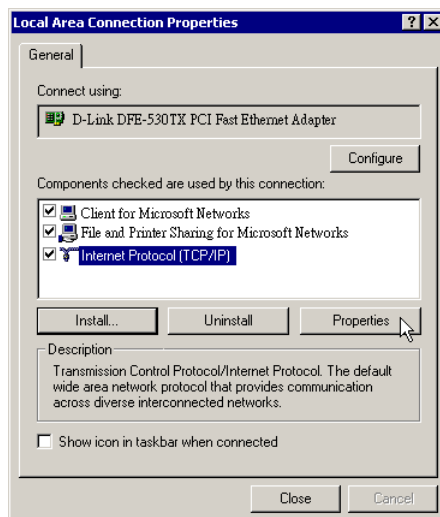 Local Area Connection Properties
General
Connect using:
D-Link DFE-530TX PCI Fast Ethernet Adapter
Configure
Components checked are used by this connection:
Client for Microsoft Networks
File and Printer Sharing for Microsoft Networks
Internet Protocol (TCP/IP)
Install... Uninstall Properties
Description
Transmission Control Protocol/Internet Protocol. The default
wide area network protocol that provides communication
across diverse interconnected networks.
Show icon in taskbar when connected
Close Cancel